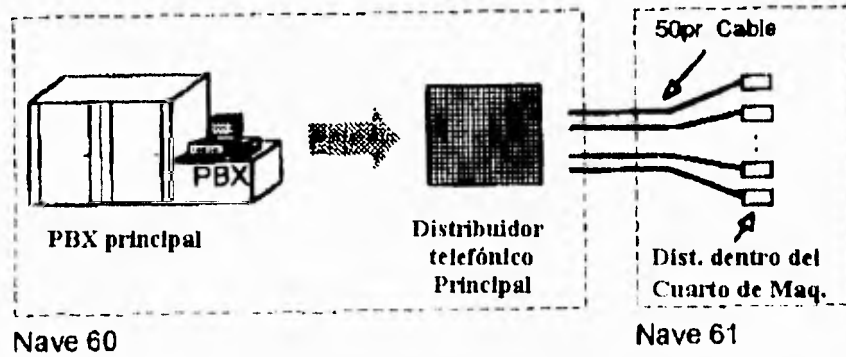 50pr Cable
PBX
PBX principal
Distribuidor
telefónico
Principal
Dist. dentro del
Cuarto de Maq.
Nave 60
Nave 61